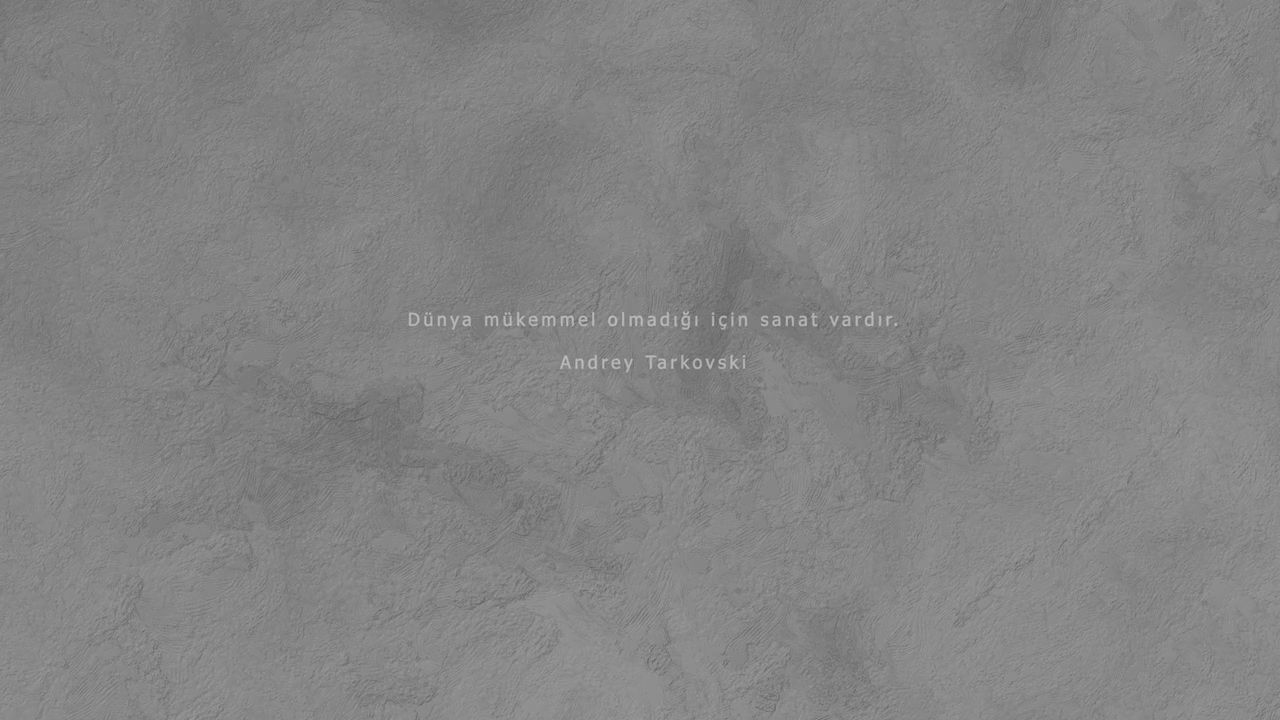 Dünya mükemmel olmadığı için sanat vardır.
Andrey Tarkovski